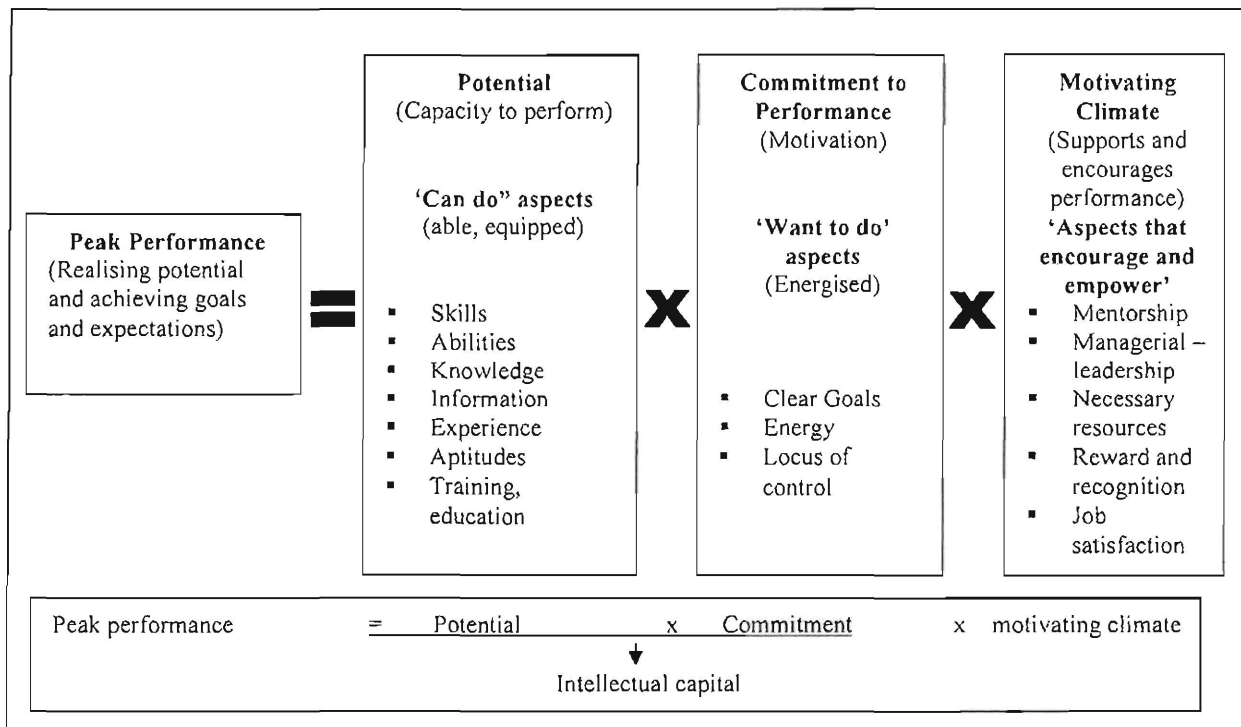 Peak Performance
(Realising potential
and achieving goals
and expectations)
=
Potential
(Capacity to perform)
‘Can do” aspects
(able, equipped)
▪ Skills
▪ Abilities
▪ Knowledge
▪ Information
▪ Experience
▪ Aptitudes
▪ Training,
education
x
Commitment to
Performance
(Motivation)
‘Want to do’
aspects
(Energised)
▪ Clear Goals
▪ Energy
▪ Locus of
control
x
Motivating
Climate
(Supports and
encourages
performance)
‘Aspects that
encourage and
empower’
▪ Mentorship
▪ Managerial –
leadership
▪ Necessary
resources
▪ Reward and
recognition
▪ Job
satisfaction
Peak performance = Potential x Commitment x motivating climate
Intellectual capital